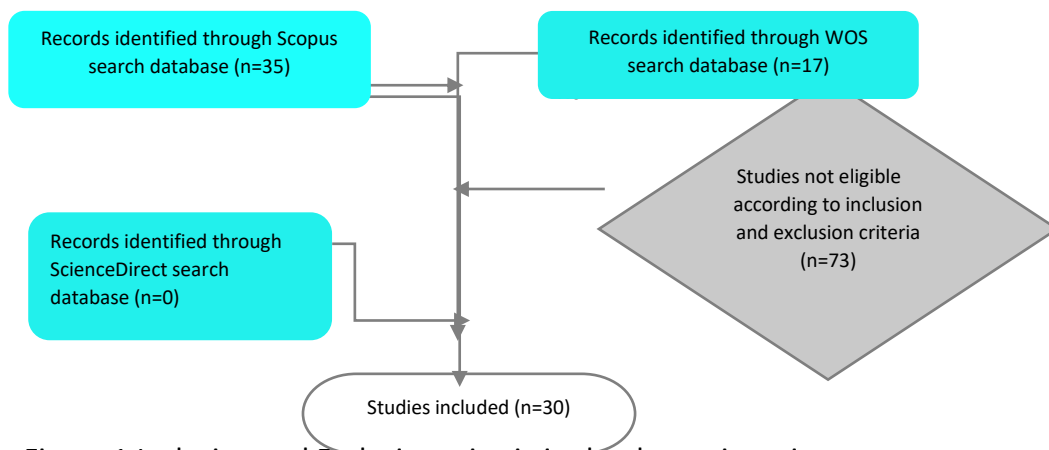 Records identified through Scopus
search database (n=35)
Records identified through WOS
search database (n=17)
Studies not eligible
according to inclusion
and exclusion criteria
(n=73)
Records identified through
ScienceDirect search
database (n=0)
Studies included (n=30)